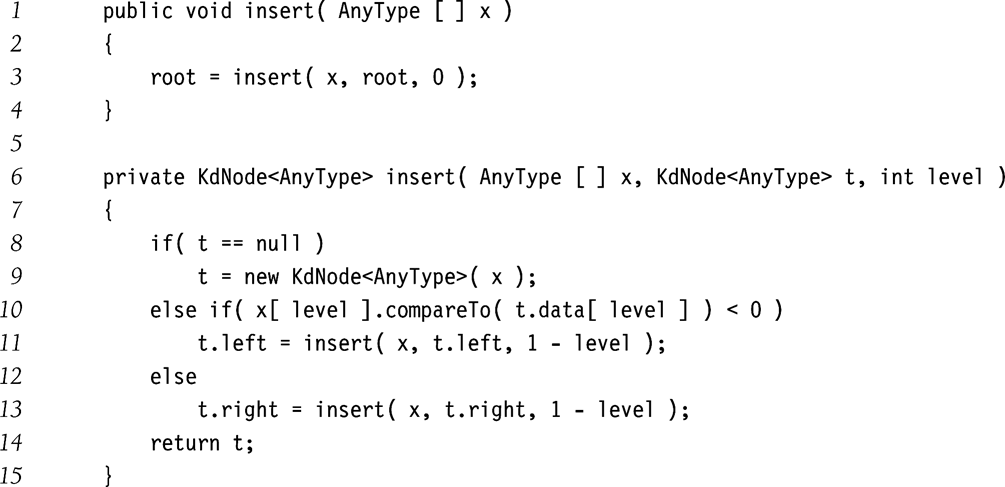 1 public void insert( AnyType [ ] x )
2 {
3 root = insert( x, root, 0 );
4 }
5
6 private KdNode<AnyType> insert( AnyType [ ] x, KdNode<AnyType> t, int level )
7 {
8 if( t == null )
9 t = new KdNode<AnyType>( x );
10 else if( x[ level ].compareTo( t.data[ level ] ) < 0 )
11 t.left = insert( x, t.left, 1 - level );
12 else
13 t.right = insert( x, t.right, 1 - level );
14 return t;
15 }